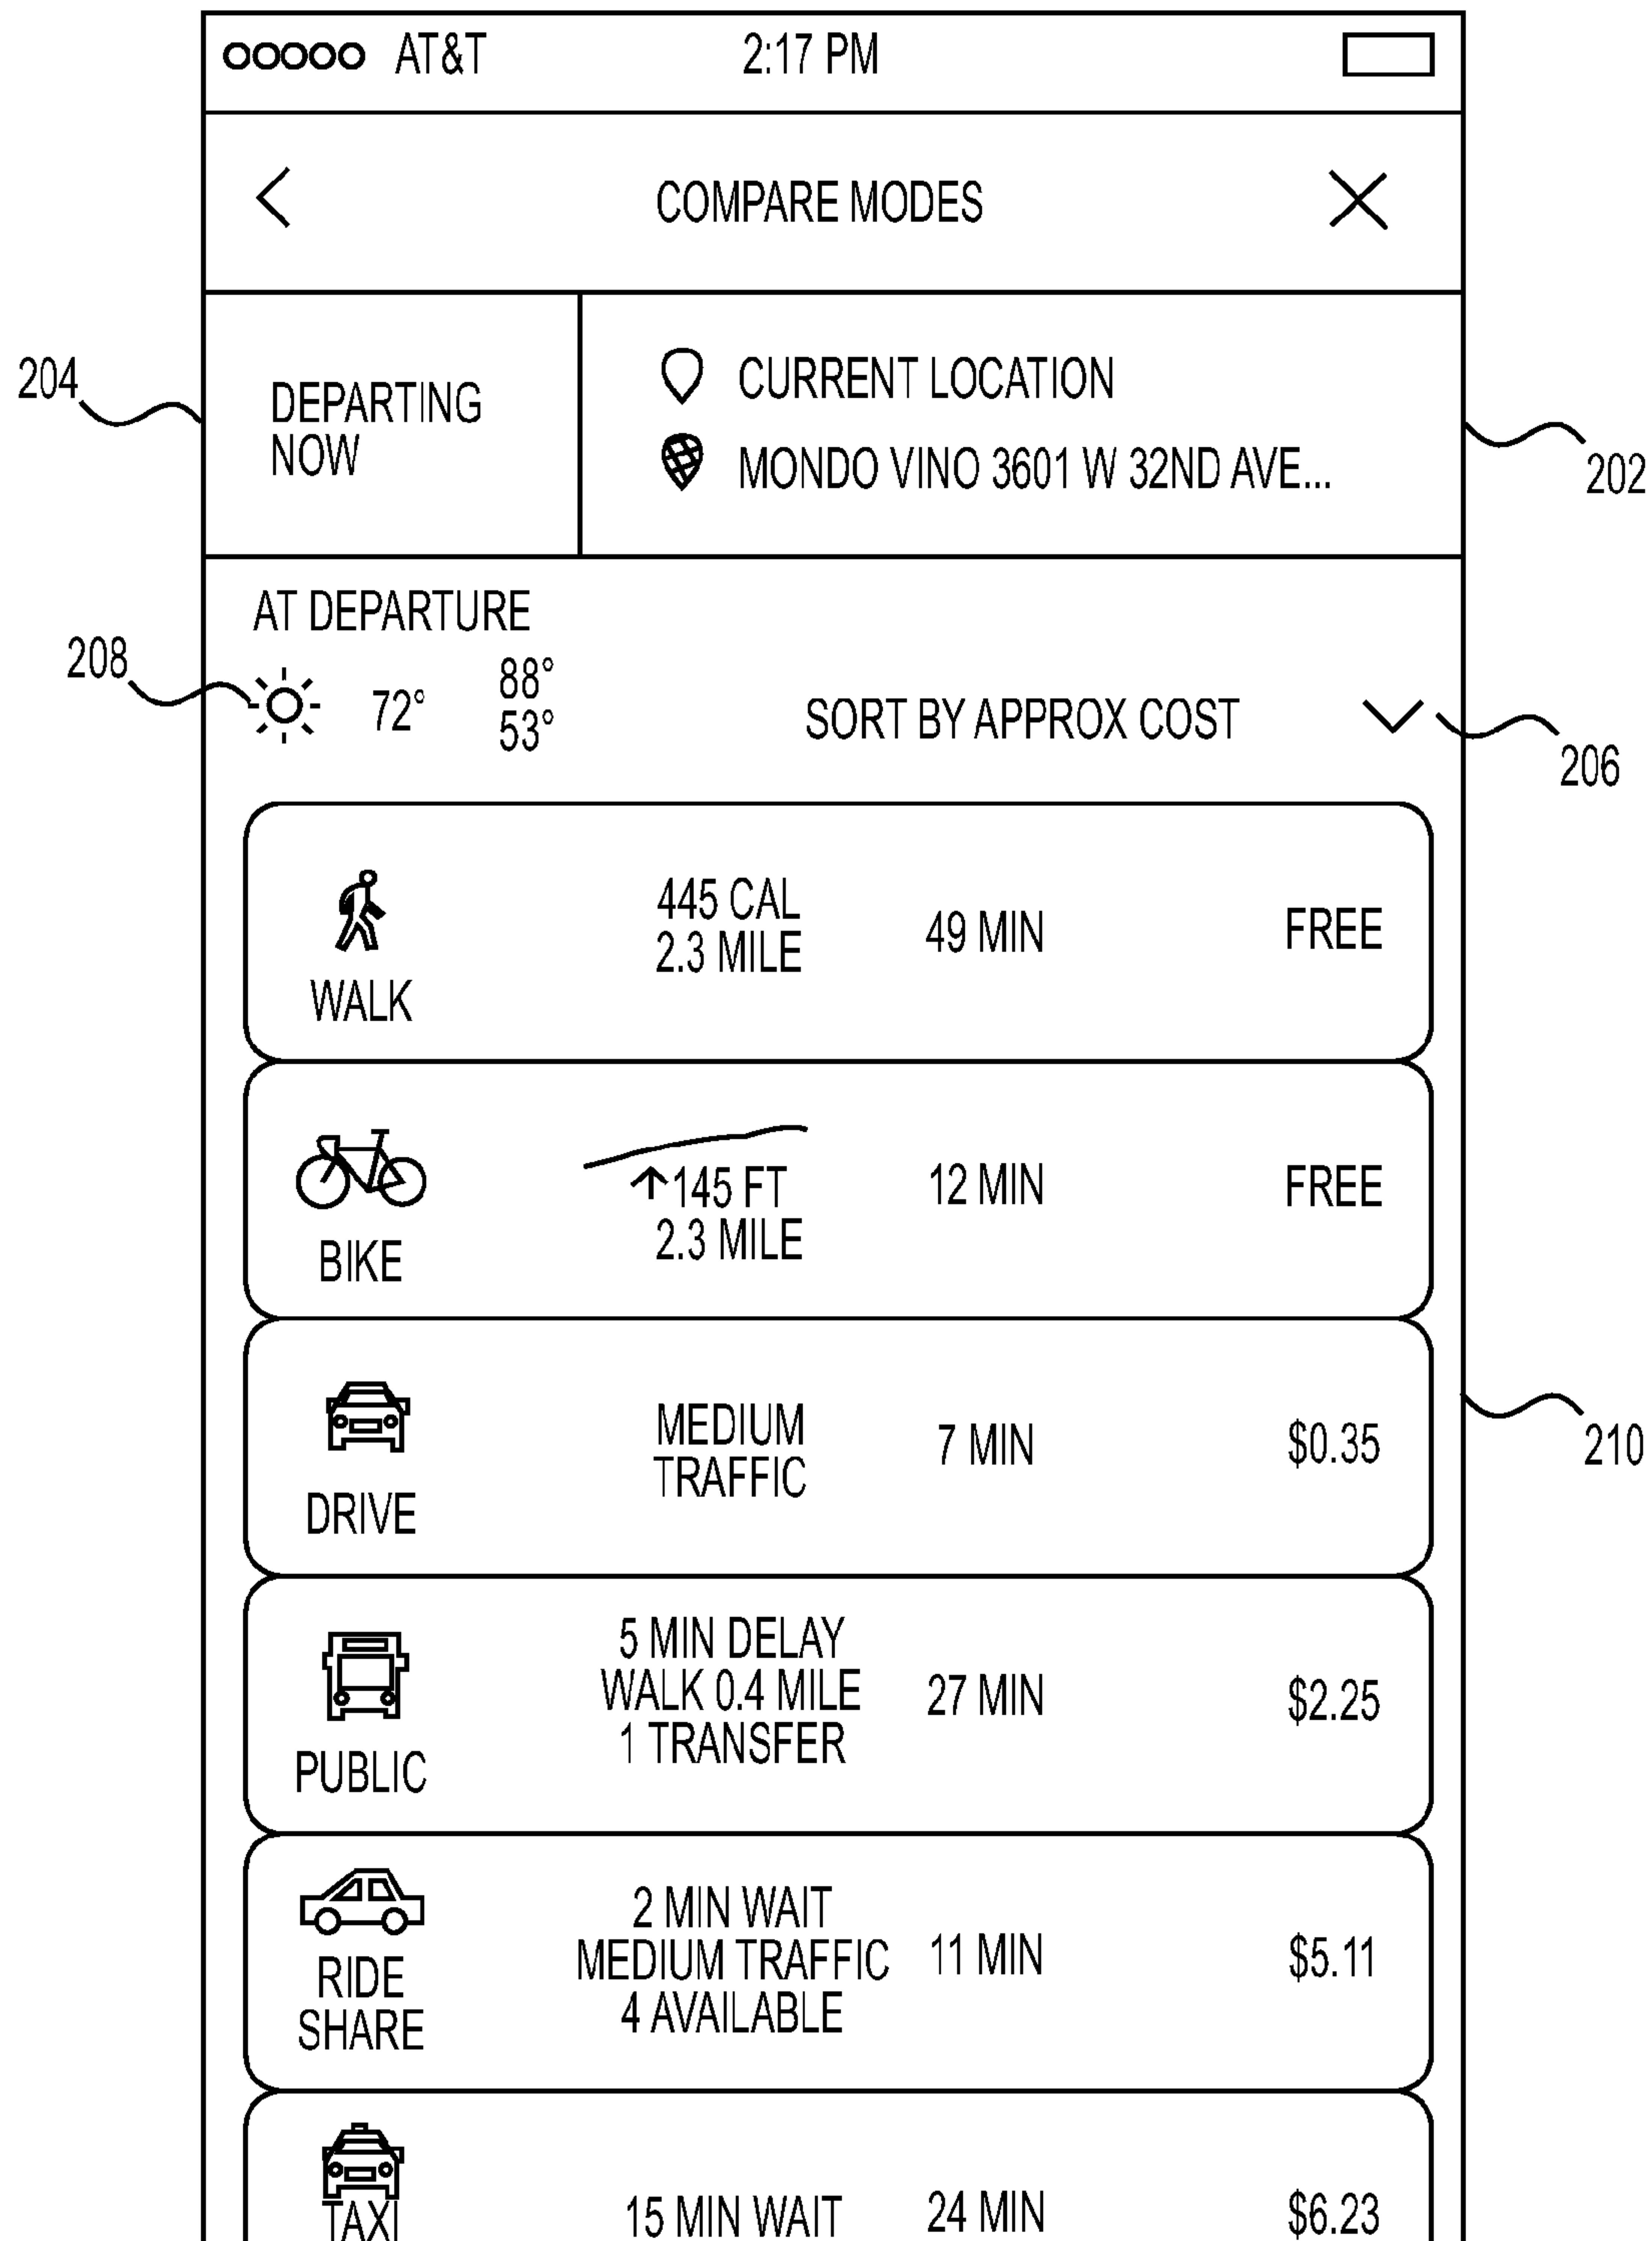 AT&T 2:17 PM
COMPARE MODES
204
DEPARTING
NOW
CURRENT LOCATION
MONDO VINO 3601 W 32ND AVE...
202
AT DEPARTURE
208
72°
88°
53°
SORT BY APPROX COST
206
WALK
445 CAL
2.3 MILE
49 MIN
FREE
BIKE
↑145 FT
2.3 MILE
12 MIN
FREE
DRIVE
MEDIUM
TRAFFIC
7 MIN
$0.35
210
PUBLIC
5 MIN DELAY
WALK 0.4 MILE
1 TRANSFER
27 MIN
$2.25
RIDE
SHARE
2 MIN WAIT
MEDIUM TRAFFIC
4 AVAILABLE
11 MIN
$5.11
TAXI
15 MIN WAIT
24 MIN
$6.23